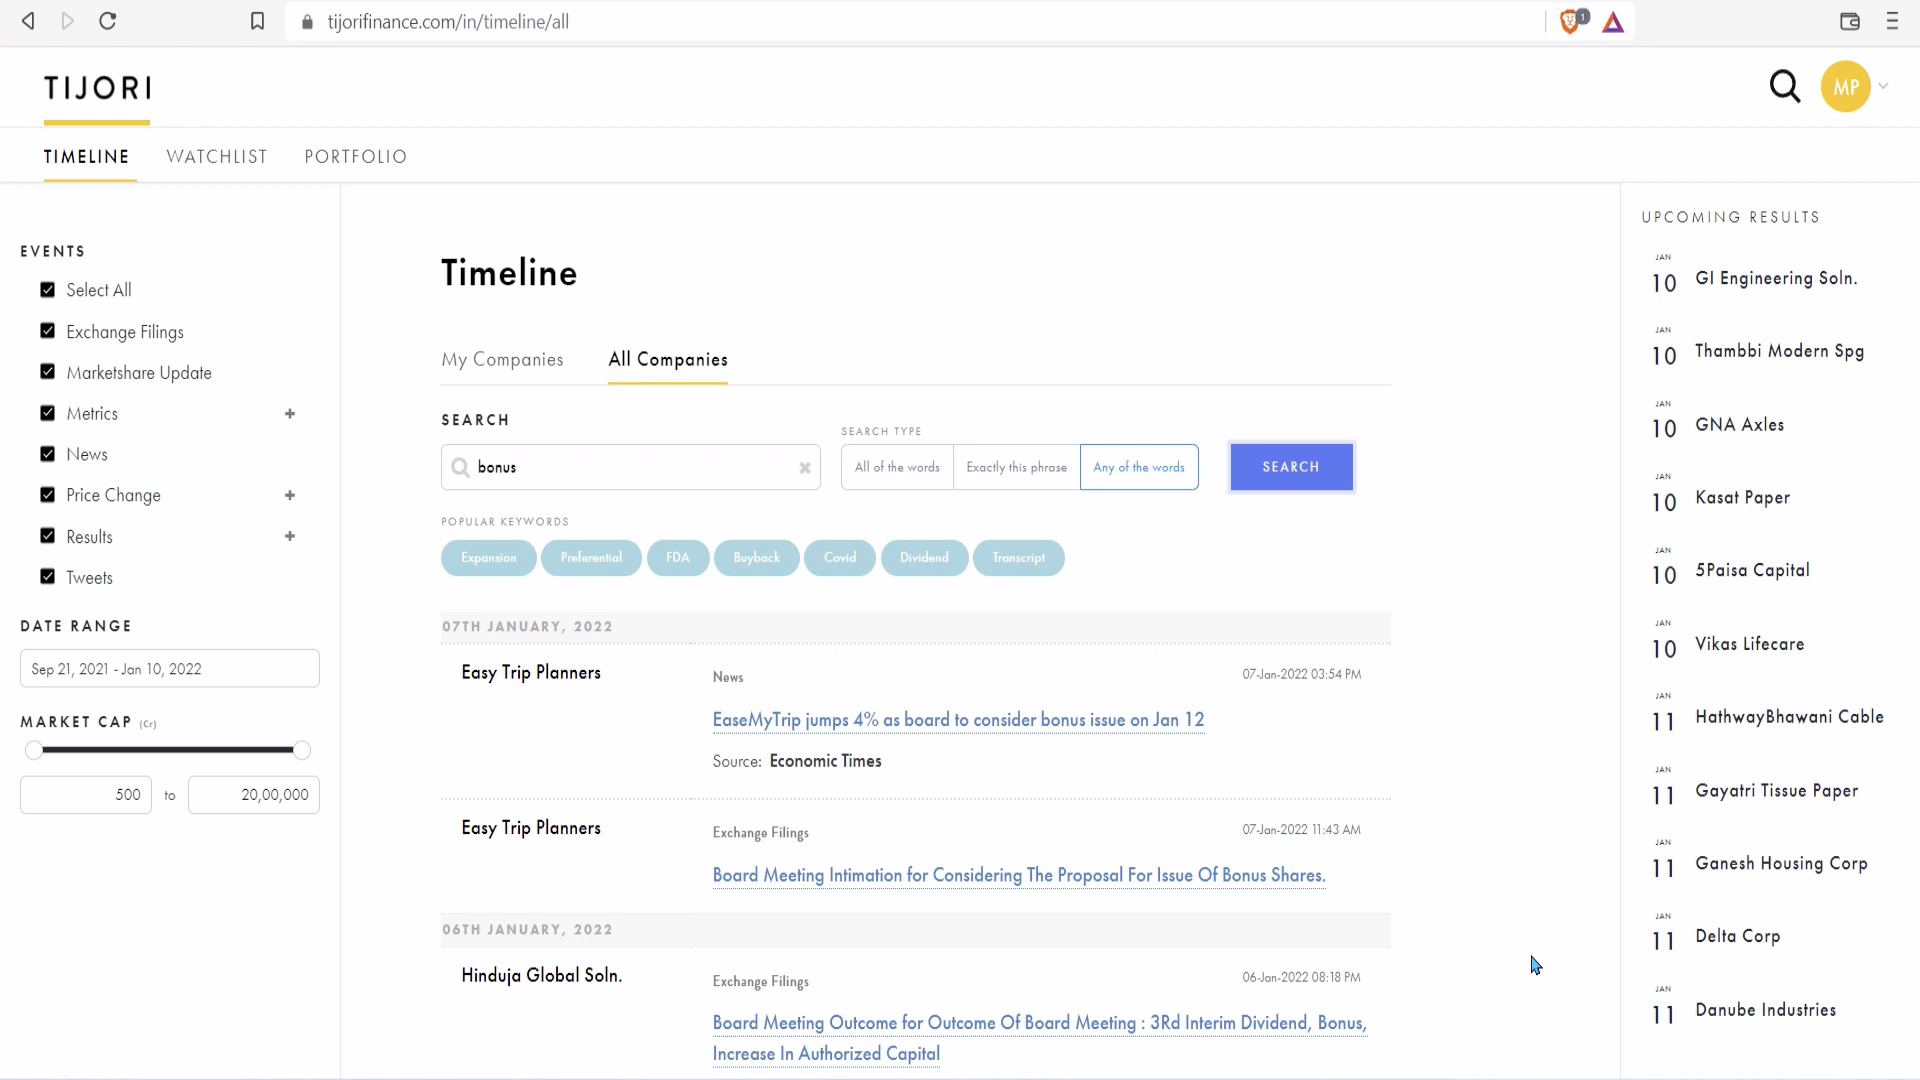 tijorifinance.com/in/timeline/all
1
TIJORI
MP
TIMELINE WATCHLIST PORTFOLIO
EVENTS
Select All
Exchange Filings
Marketshare Update
Metrics +
News
Price Change +
Results +
Tweets
DATE RANGE
Sep 21, 2021 - Jan 10, 2022
MARKET CAP (Cr)
500 to 20,00,000
Timeline
My Companies All Companies
SEARCH
bonus
SEARCH TYPE
All of the words Exactly this phrase Any of the words
SEARCH
POPULAR KEYWORDS
Expansion Preferential FDA Buyback Covid Dividend Transcript
07TH JANUARY, 2022
Easy Trip Planners
News
07-Jan-2022 03:54 PM
EaseMyTrip jumps 4% as board to consider bonus issue on Jan 12
Source: Economic Times
Easy Trip Planners
Exchange Filings
07-Jan-2022 11:43 AM
Board Meeting Intimation for Considering The Proposal For Issue Of Bonus Shares.
06TH JANUARY, 2022
Hinduja Global Soln.
Exchange Filings
06-Jan-2022 08:18 PM
Board Meeting Outcome for Outcome Of Board Meeting : 3Rd Interim Dividend, Bonus,
Increase In Authorized Capital
UPCOMING RESULTS
JAN
10 GI Engineering Soln.
JAN
10 Thambbi Modern Spg
JAN
10 GNA Axles
JAN
10 Kasat Paper
JAN
10 5Paisa Capital
JAN
10 Vikas Lifecare
JAN
11 HathwayBhawani Cable
JAN
11 Gayatri Tissue Paper
JAN
11 Ganesh Housing Corp
JAN
11 Delta Corp
JAN
11 Danube Industries